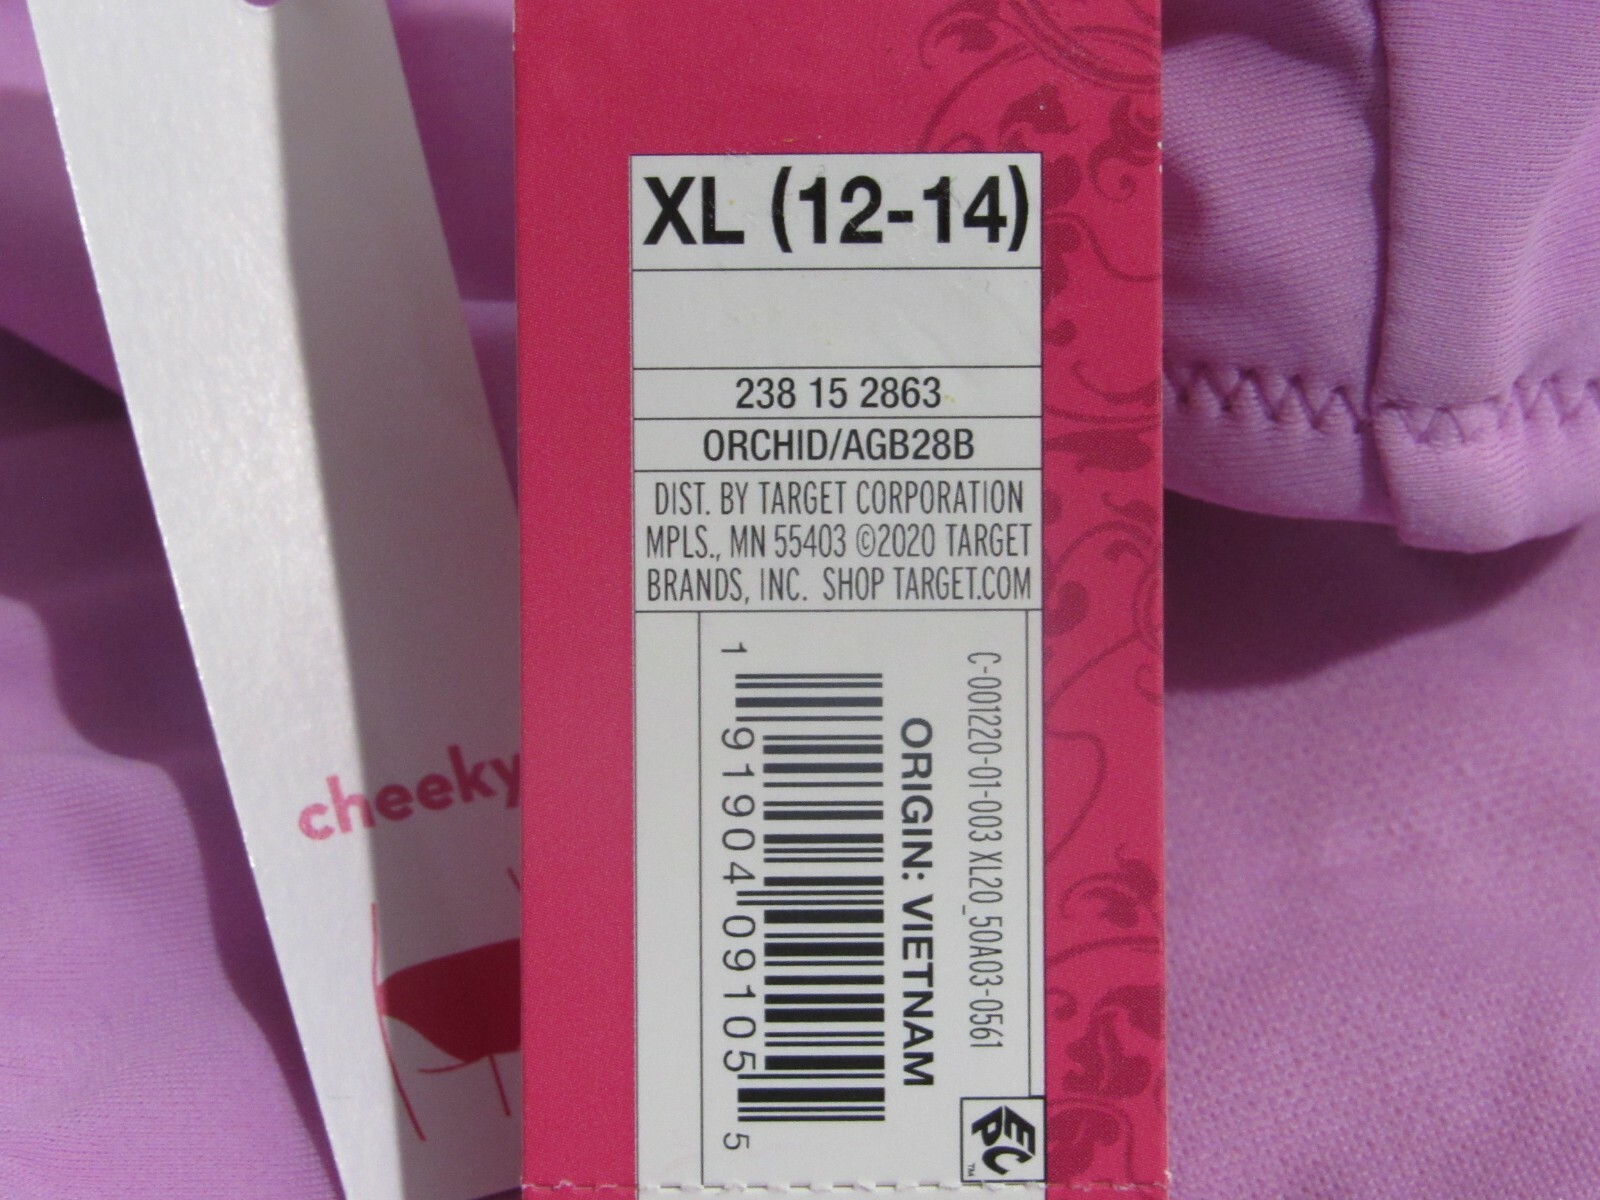 XL (12-14)
238 15 2863
ORCHID/AGB28B
DIST. BY TARGET CORPORATION
MPLS., MN 55403 ©2020 TARGET
BRANDS, INC. SHOP TARGET.COM
1 91904 09105 5
ORIGIN: VIETNAM
C-001220-01-003 XL20_50A03-0561
EPC™
cheeky